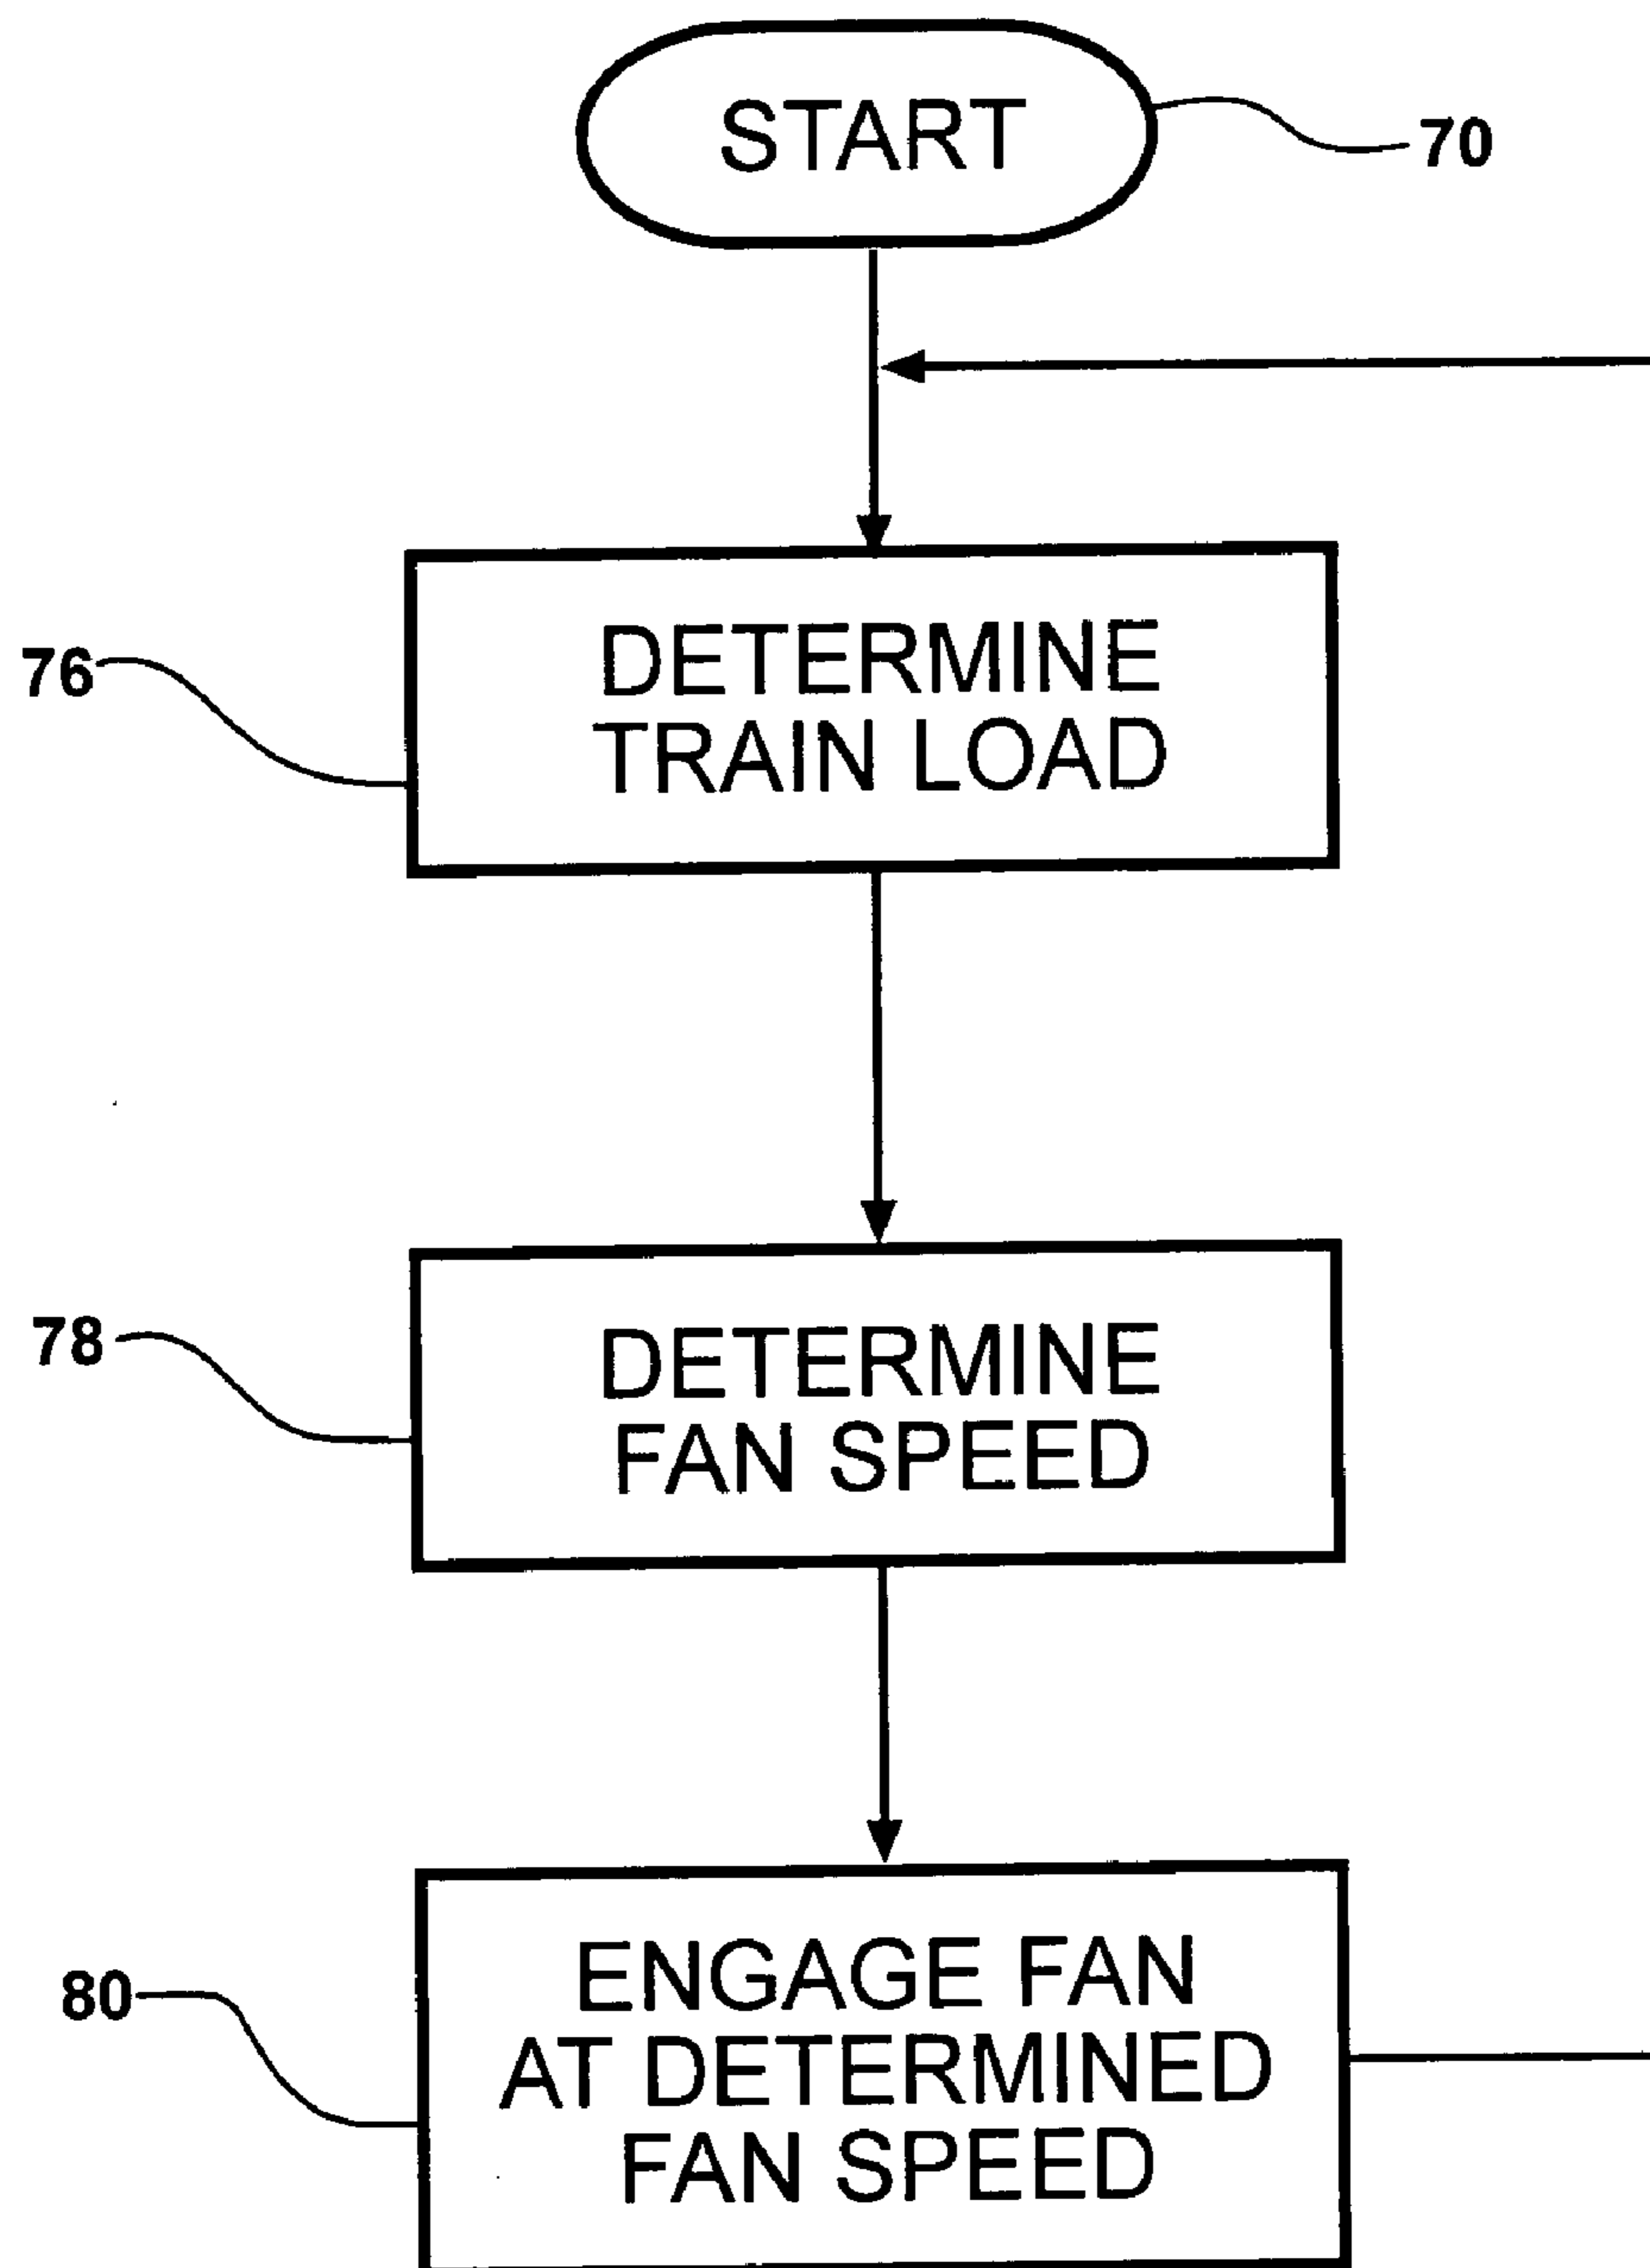 START
70
76
DETERMINE
TRAIN LOAD
78
DETERMINE
FAN SPEED
80
ENGAGE FAN
AT DETERMINED
FAN SPEED